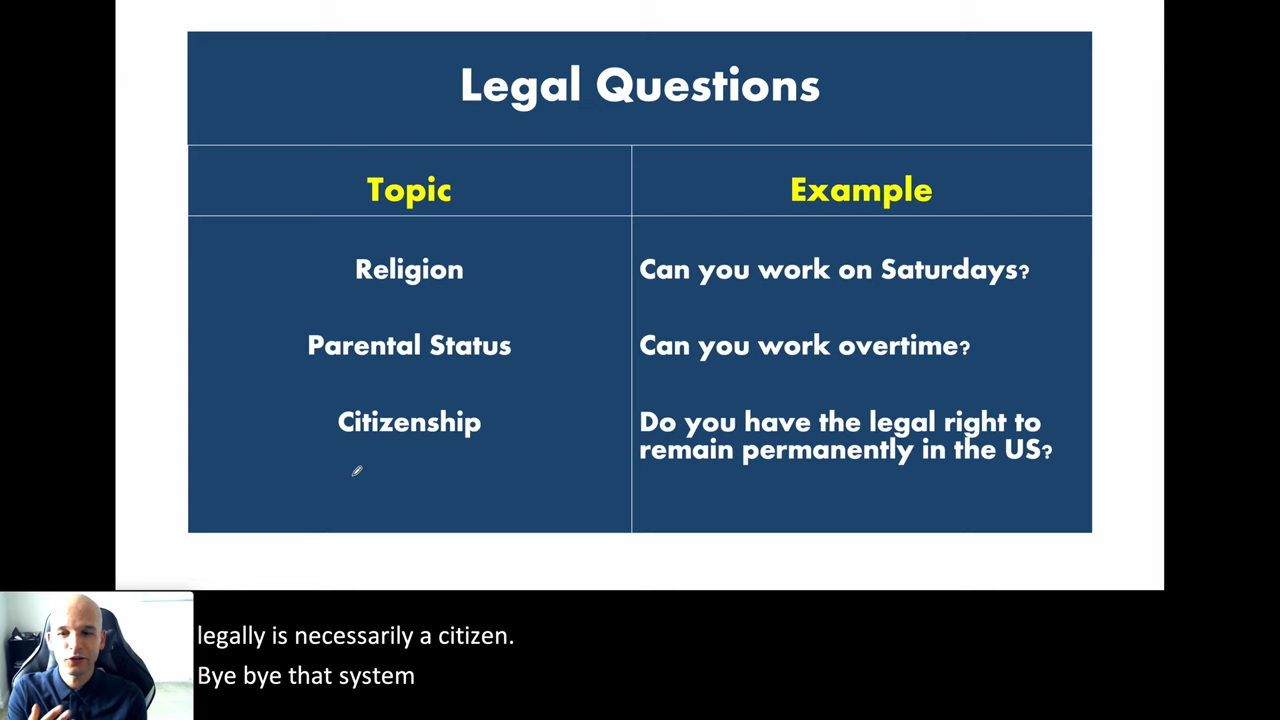 Legal Questions
Topic
Example
Religion
Can you work on Saturdays?
Parental Status
Can you work overtime?
Citizenship
Do you have the legal right to
remain permanently in the US?
legally is necessarily a citizen.
Bye bye that system